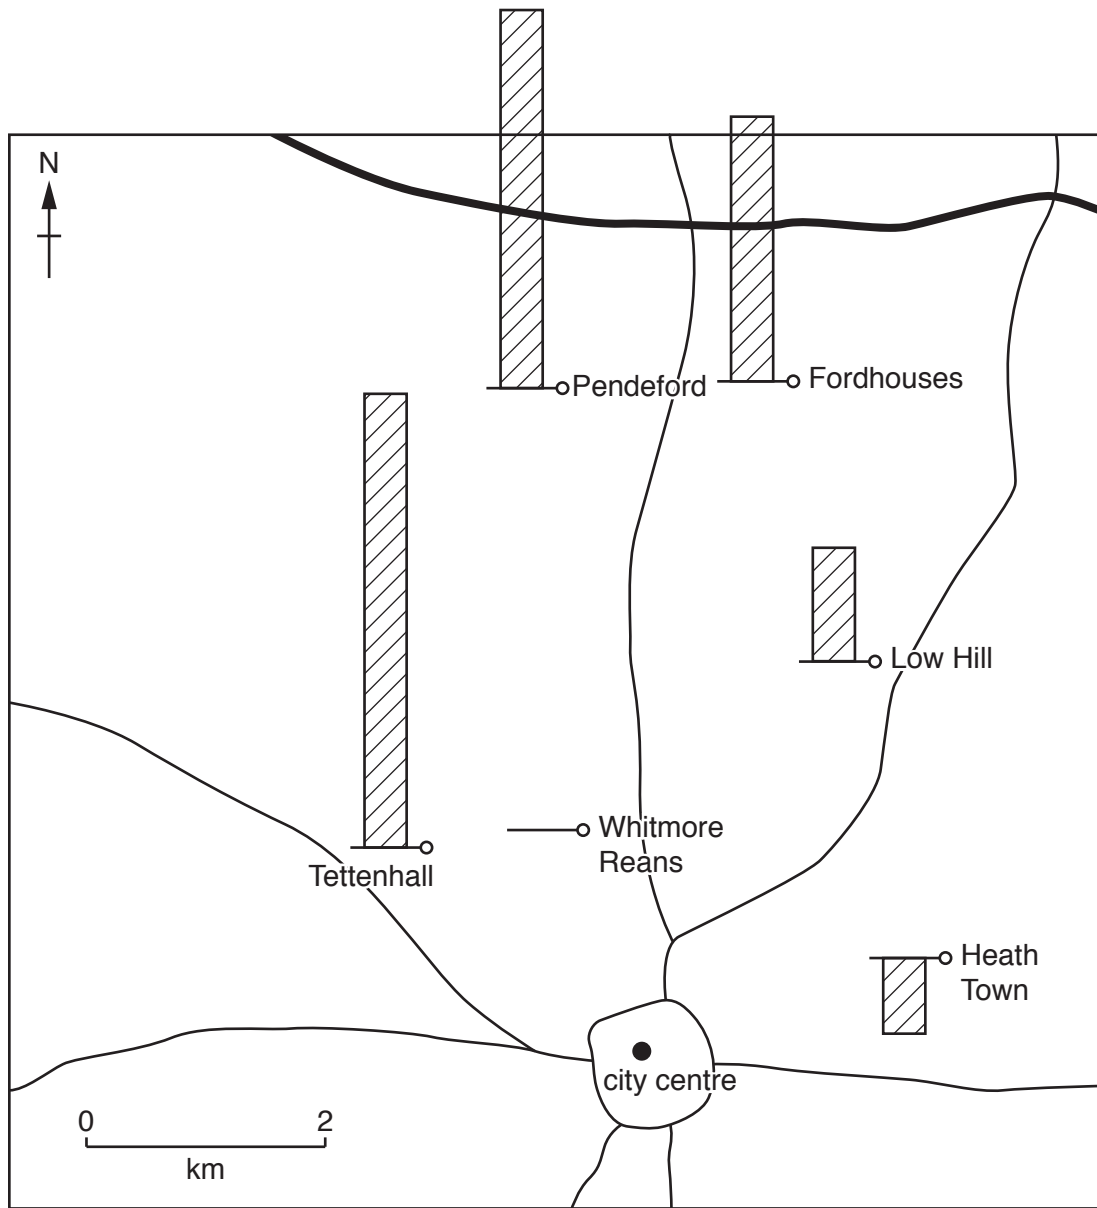 N
Pendeford
Fordhouses
Low Hill
Whitmore
Reans
Tettenhall
Heath
Town
city centre
0 2
km